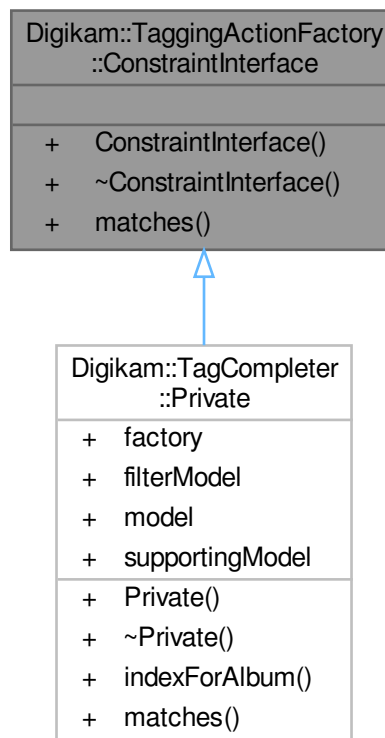 Digikam::TaggingActionFactory
::ConstraintInterface
+ ConstraintInterface()
+ ~ConstraintInterface()
+ matches()
Digikam::TagCompleter
::Private
+ factory
+ filterModel
+ model
+ supportingModel
+ Private()
+ ~Private()
+ indexForAlbum()
+ matches()